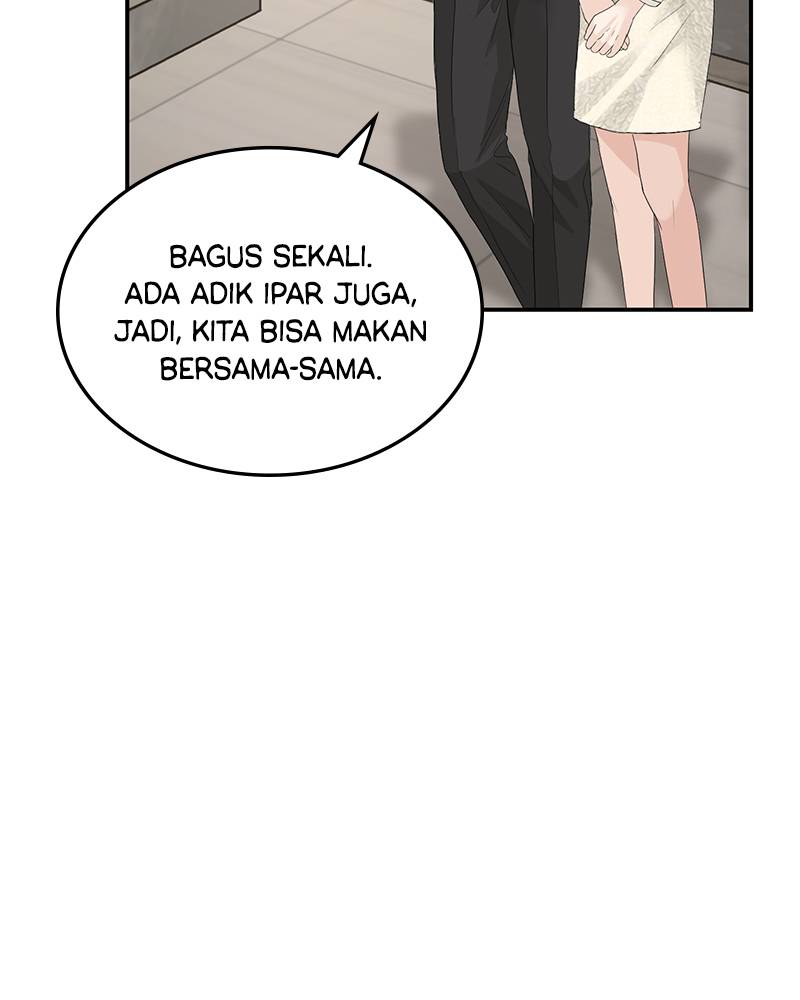 BAGUS SEKALI.
ADA ADIK IPAR JUGA,
JADI, KITA BISA MAKAN
BERSAMA-SAMA.